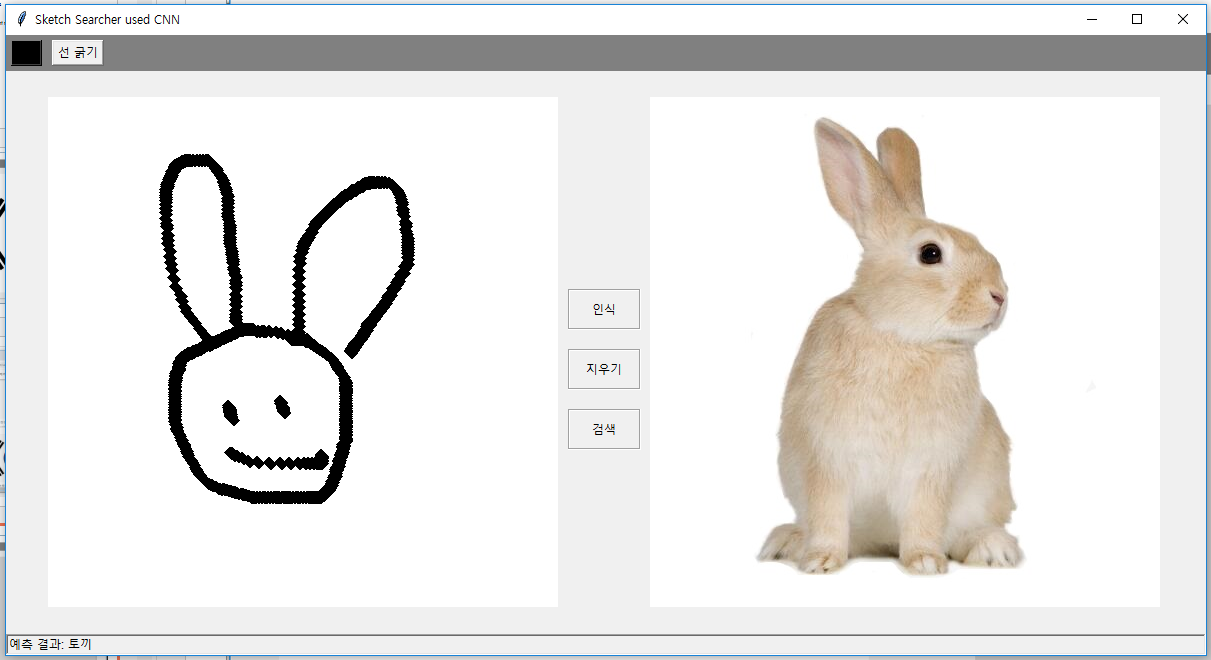 Sketch Searcher used CNN
선 굵기
인식
지우기
검색
예측 결과: 토끼